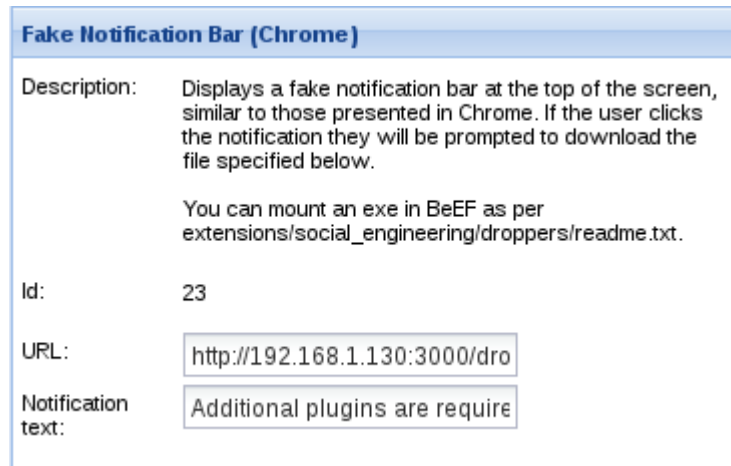 Fake Notification Bar (Chrome)
Description: Displays a fake notification bar at the top of the screen,
similar to those presented in Chrome. If the user clicks
the notification they will be prompted to download the
file specified below.
You can mount an exe in BeEF as per
extensions/social_engineering/droppers/readme.txt.
Id: 23
URL: http://192.168.1.130:3000/dro
Notification text: Additional plugins are require